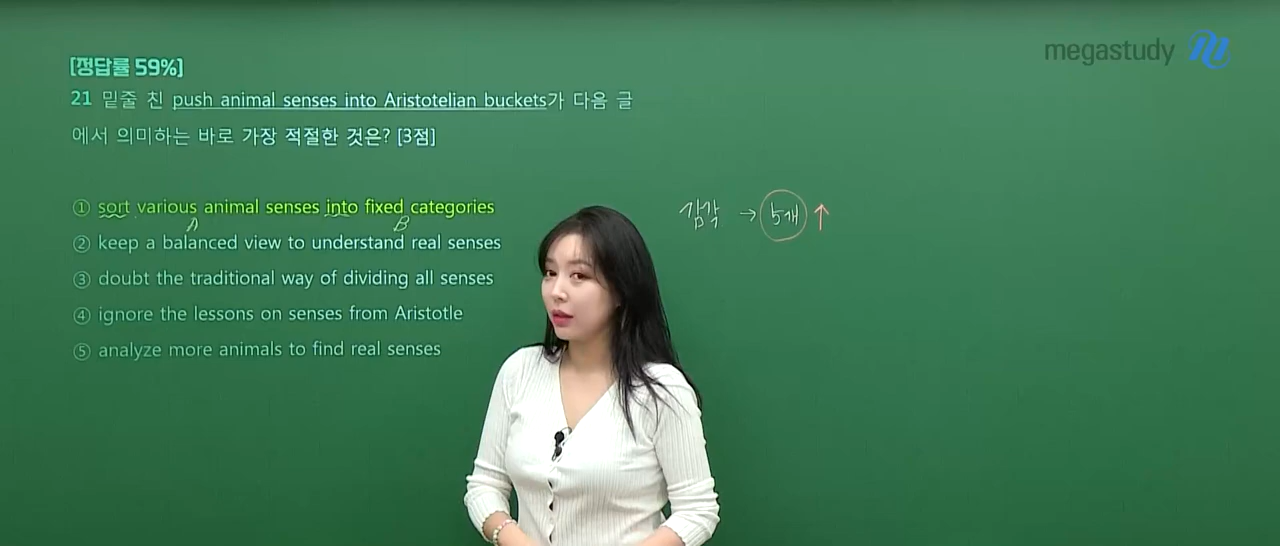 megastudy
[정답률 59%]
21 밑줄 친 push animal senses into Aristotelian buckets가 다음 글
에서 의미하는 바로 가장 적절한 것은? [3점]
① sort various animal senses into fixed categories
A B
② keep a balanced view to understand real senses
③ doubt the traditional way of dividing all senses
④ ignore the lessons on senses from Aristotle
⑤ analyze more animals to find real senses
감각 → 5개 ↑